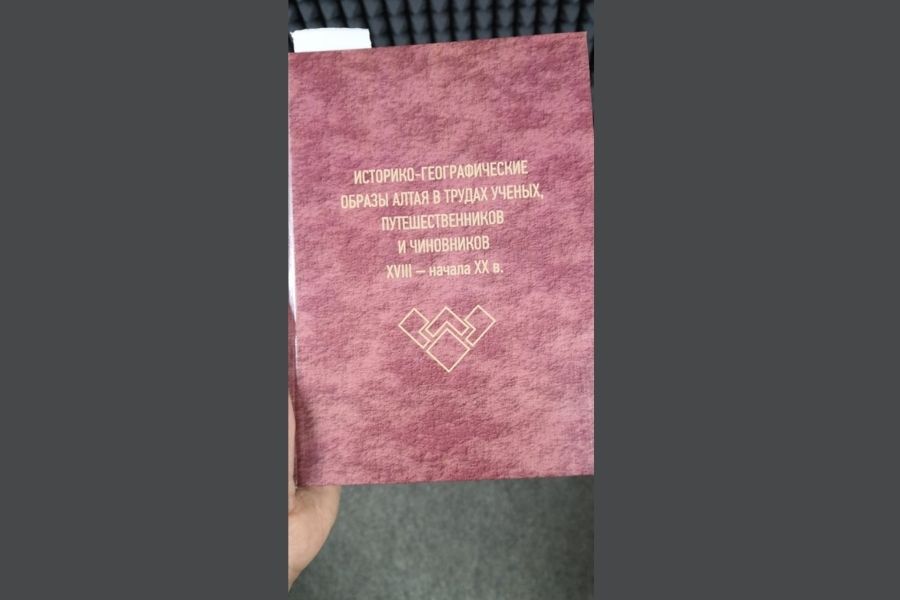 ИСТОРИКО-ГЕОГРАФИЧЕСКИЕ
ОБРАЗЫ АЛТАЯ В ТРУДАХ УЧЕНЫХ,
ПУТЕШЕСТВЕННИКОВ
И ЧИНОВНИКОВ
XVIII — начала XX в.